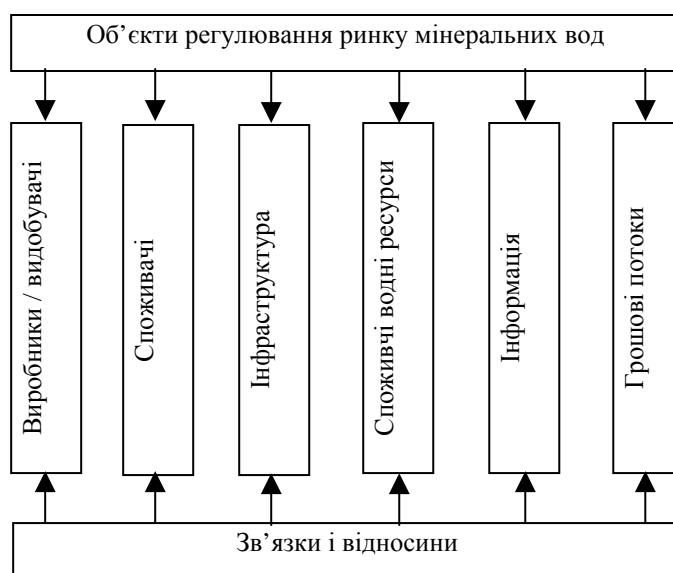 Об’єкти регулювання ринку мінеральних вод
Виробники / видобувачі
Споживачі
Інфраструктура
Споживчі водні ресурси
Інформація
Грошові потоки
Зв’язки і відносини